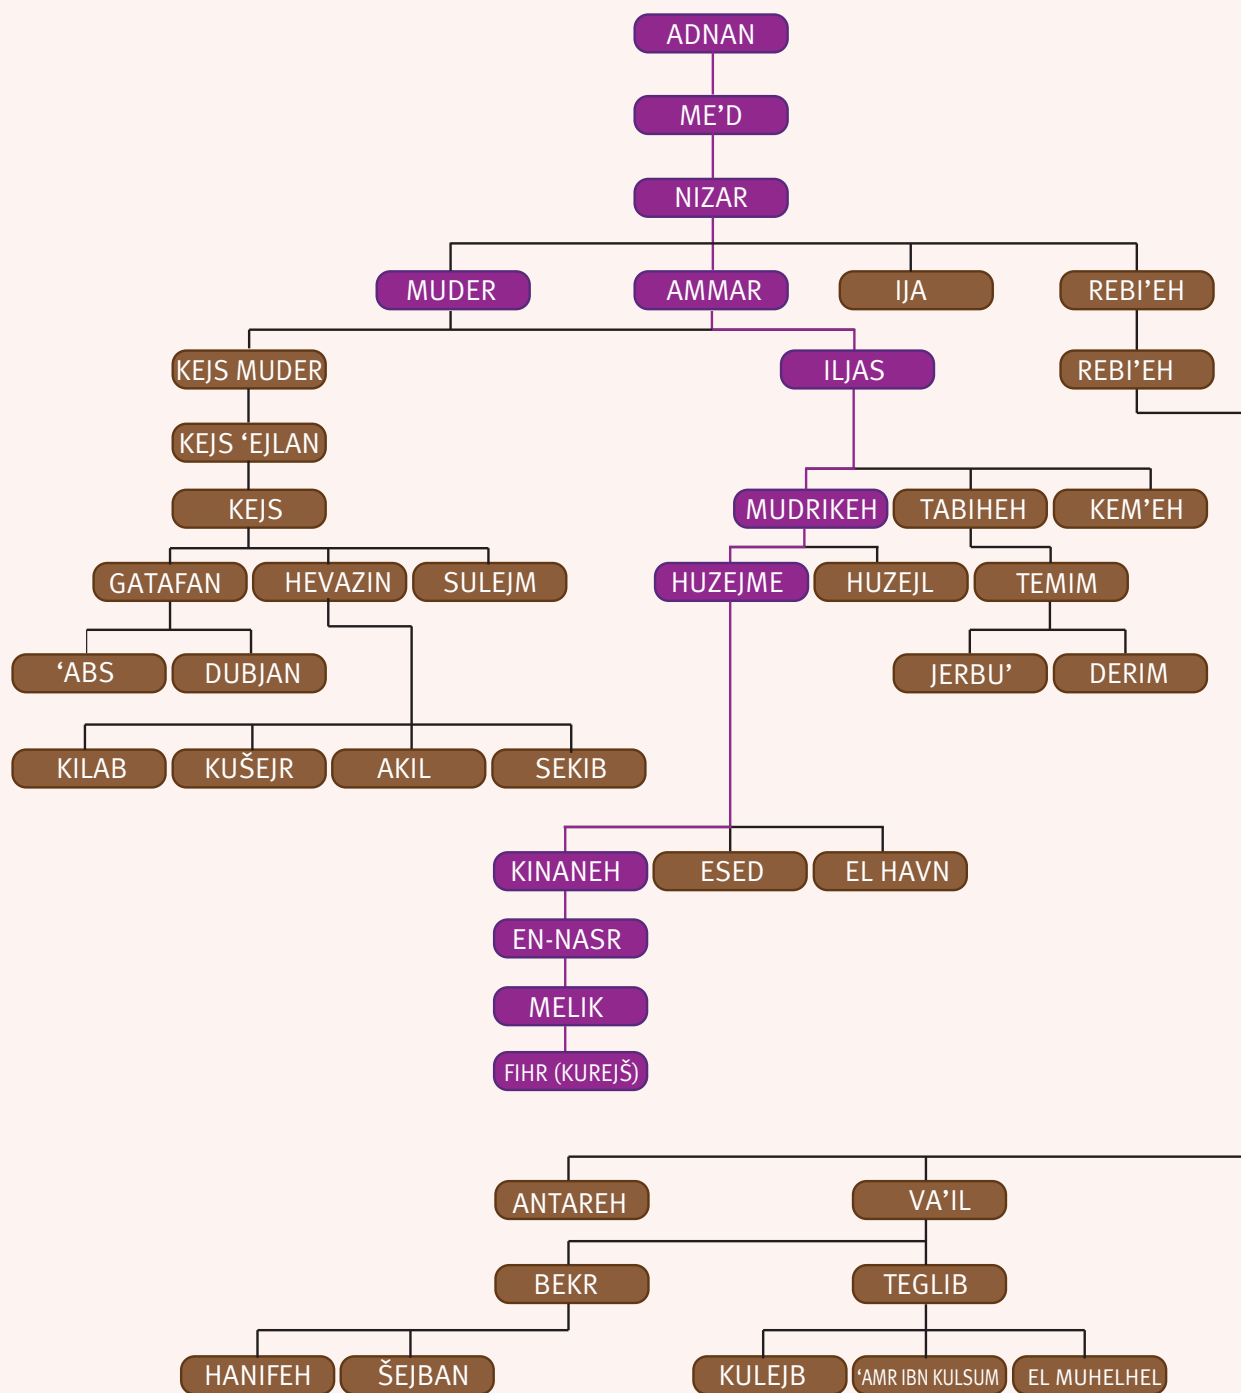 ADNAN
ME’D
NIZAR
MUDER
AMMAR
IJA
REBI’EH
KEJS MUDER
ILJAS
REBI’EH
KEJS ‘EJLAN
KEJS
MUDRIKEH
TABIHEH
KEM’EH
GATAFAN
HEVAZIN
SULEJM
HUZEJME
HUZEJL
TEMIM
‘ABS
DUBJAN
JERBU’
DERIM
KILAB
KUŠEJR
AKIL
SEKIB
KINANEH
ESED
EL HAVN
EN-NASR
MELIK
FIHR (KUREJŠ)
ANTAREH
VA’IL
BEKR
TEGLIB
HANIFEH
ŠEJBAN
KULEJB
‘AMR IBN KULSUM
EL MUHELHEL